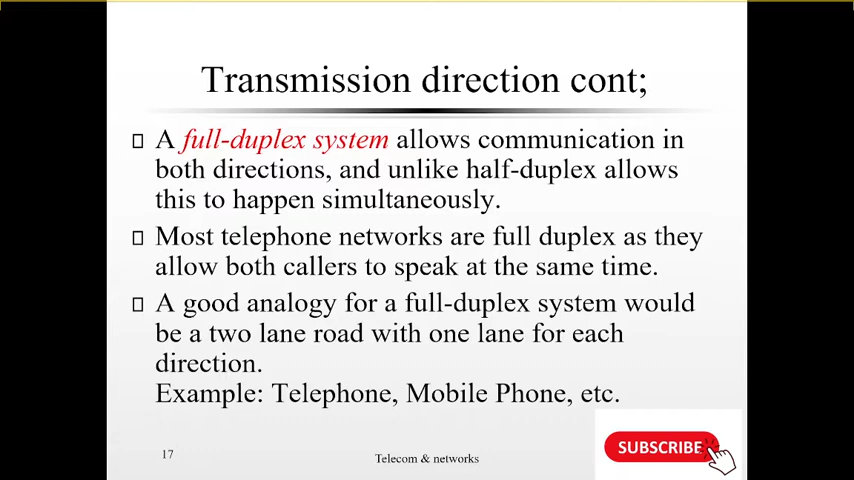 Transmission direction cont;
A full-duplex system allows communication in
both directions, and unlike half-duplex allows
this to happen simultaneously.
Most telephone networks are full duplex as they
allow both callers to speak at the same time.
A good analogy for a full-duplex system would
be a two lane road with one lane for each
direction.
Example: Telephone, Mobile Phone, etc.
17
Telecom & networks
SUBSCRIBE